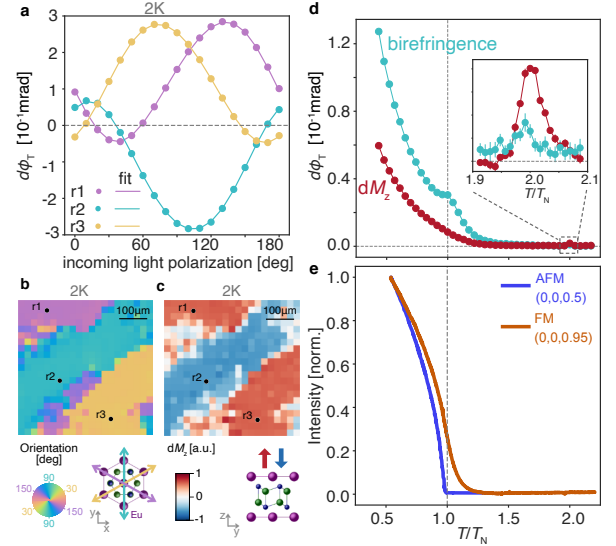 a
2K
3
2
1
0
-1
-2
-3
dφT [10⁻¹mrad]
fit
r1
r2
r3
0
60
120
180
incoming light polarization [deg]
b
2K
100μm
r1
r2
r3
Orientation
[deg]
90
150
30
30
150
90
y
x
Eu
c
2K
100μm
r1
r2
r3
dMz [a.u.]
1
0
-1
z
y
d
birefringence
dMz
1.2
0.8
0.4
0.0
dφT [10⁻¹mrad]
1.9
2.0
2.1
T/TN
e
AFM
(0,0,0.5)
FM
(0,0,0.95)
1.0
0.8
0.6
0.4
0.2
0.0
Intensity [norm.]
0.5
1.0
1.5
2.0
T/TN